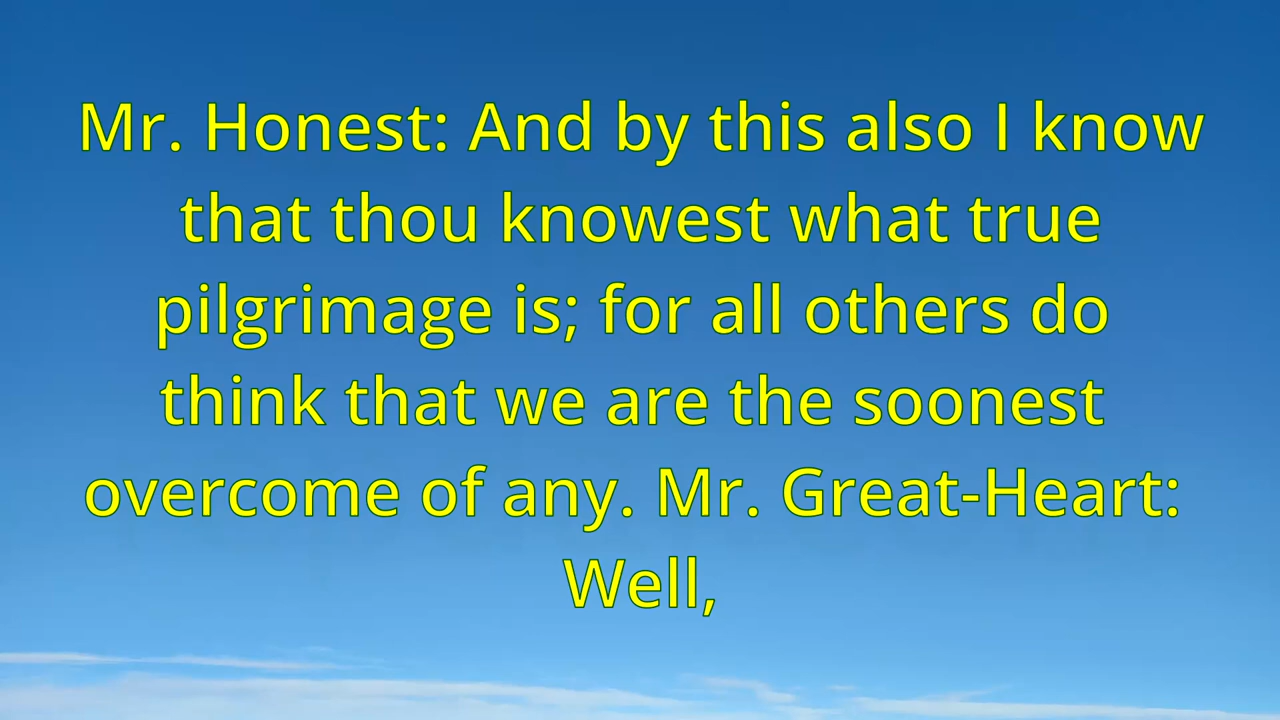 Mr. Honest: And by this also I know
that thou knowest what true
pilgrimage is; for all others do
think that we are the soonest
overcome of any. Mr. Great-Heart:
Well,